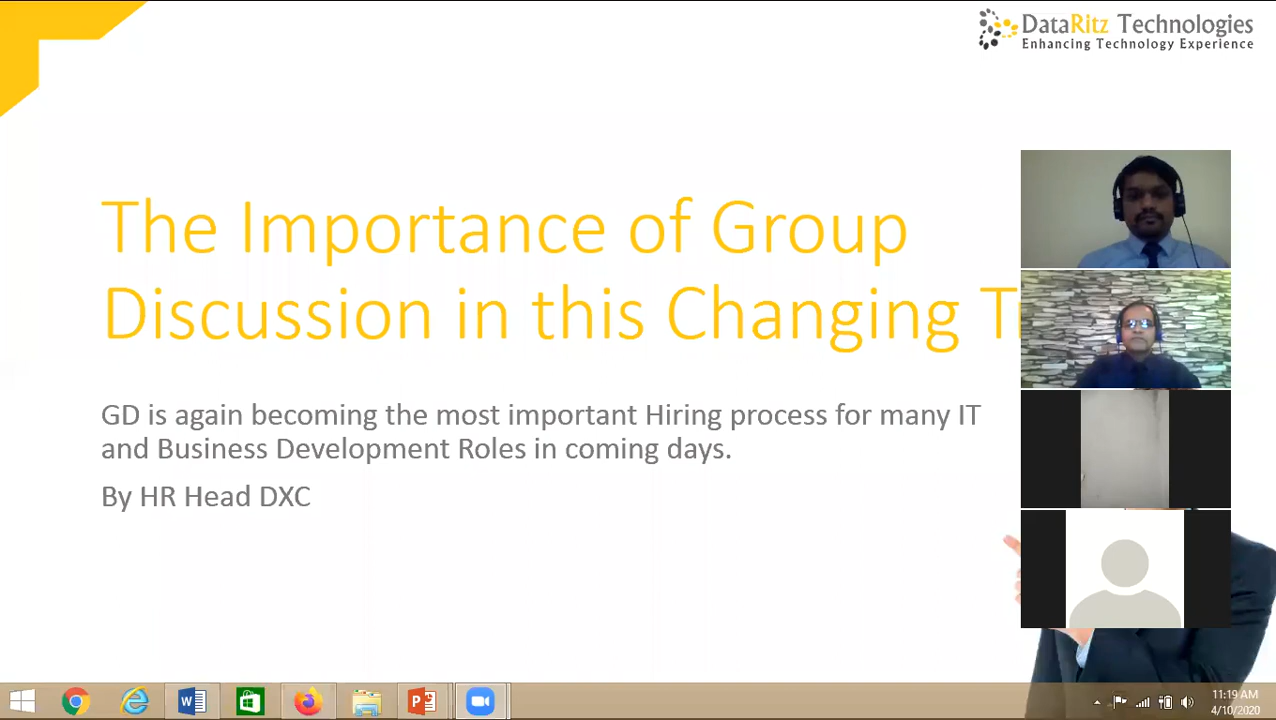 DataRitz Technologies
Enhancing Technology Experience
The Importance of Group
Discussion in this Changing T
GD is again becoming the most important Hiring process for many IT
and Business Development Roles in coming days.
By HR Head DXC
11:19 AM
4/10/2020